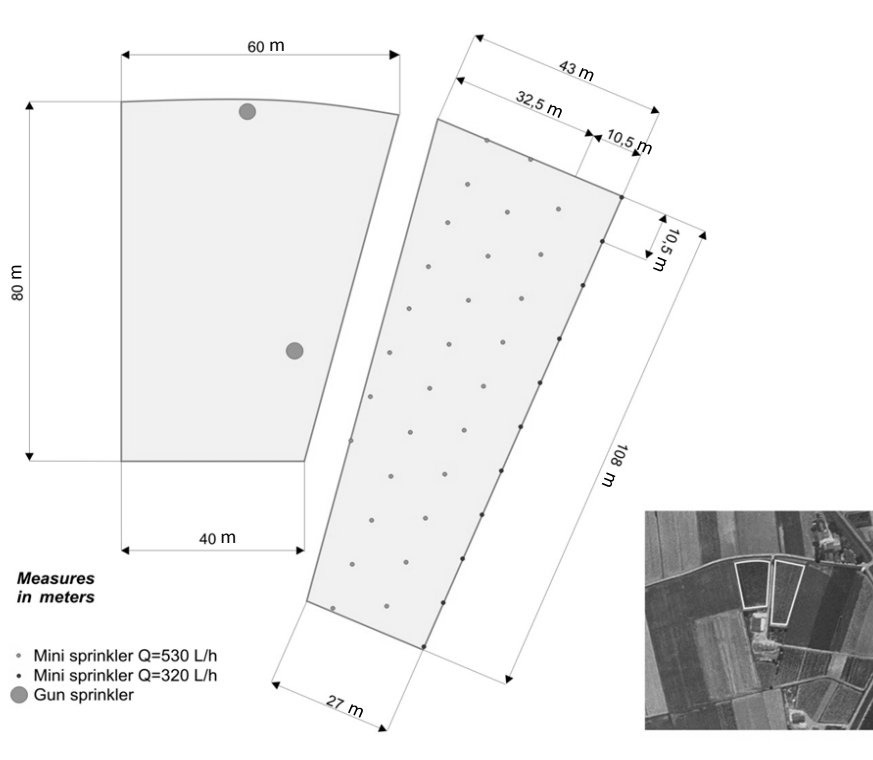 60 m
43 m
32,5 m
10,5 m
10,5 m
80 m
108 m
40 m
27 m
Measures
in meters
Mini sprinkler Q=530 L/h
Mini sprinkler Q=320 L/h
Gun sprinkler